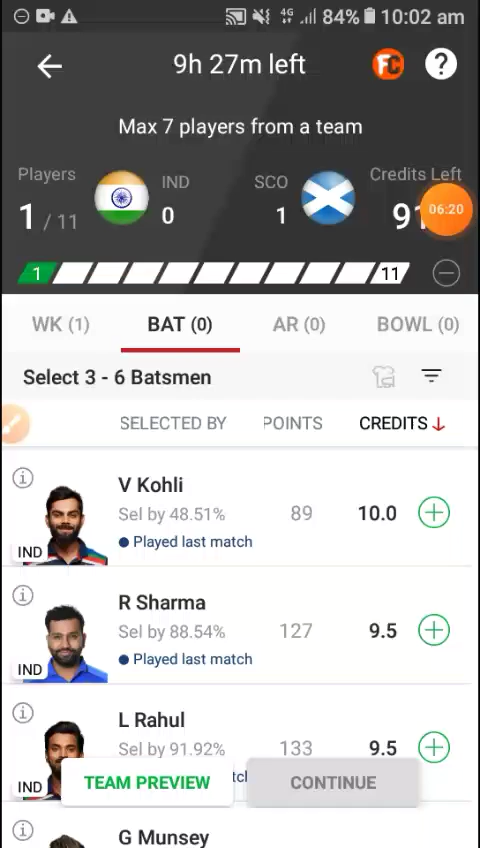 4G 84% 10:02 am
9h 27m left FC ?
Max 7 players from a team
Players IND SCO Credits Left
1 / 11 0 1 91
06:20
1 11
WK (1) BAT (0) AR (0) BOWL (0)
Select 3 - 6 Batsmen
SELECTED BY POINTS CREDITS
V Kohli
Sel by 48.51% 89 10.0
Played last match
IND
R Sharma
Sel by 88.54% 127 9.5
Played last match
IND
L Rahul
Sel by 91.92% 133 9.5
IND
TEAM PREVIEW CONTINUE
G Munsey